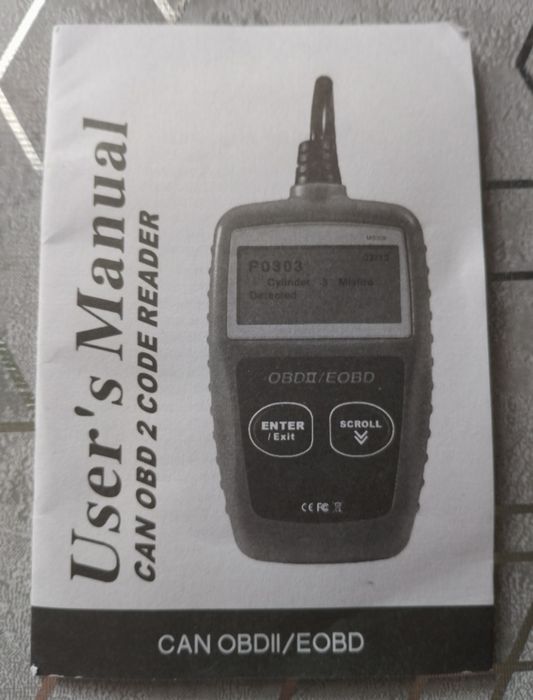 User's Manual
CAN OBD 2 CODE READER
P0303
Cylinder 3 Misfire
Detected
OBDII/EOBD
ENTER
/Exit
SCROLL
CE FC
CAN OBDII/EOBD